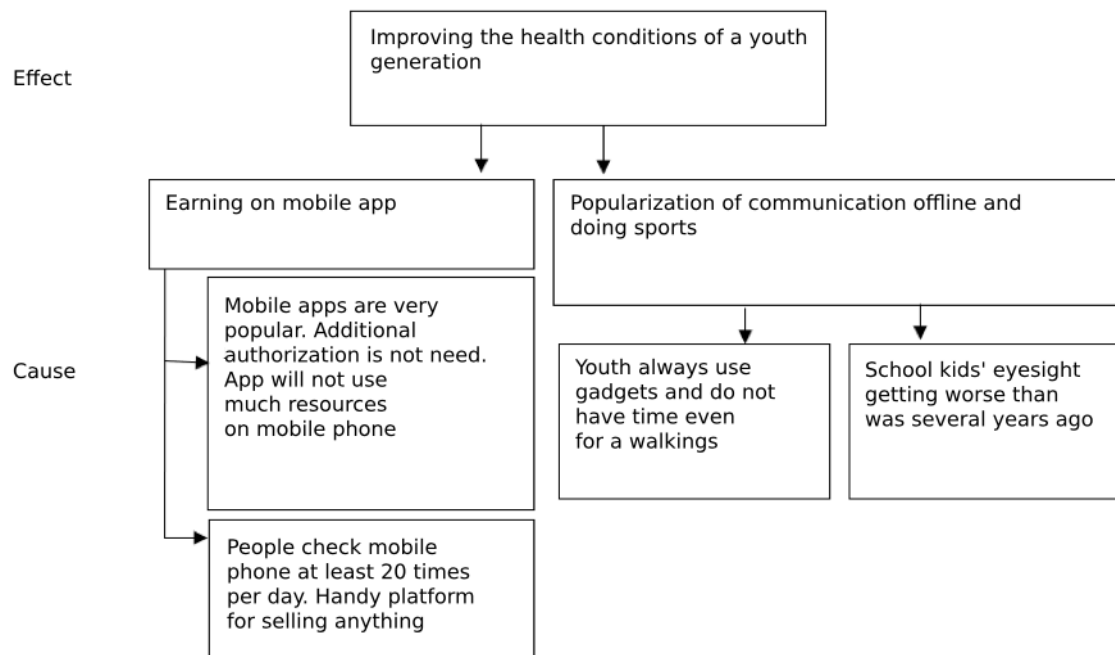 Improving the health conditions of a youth
generation
Effect
Earning on mobile app
Popularization of communication offline and
doing sports
Mobile apps are very
popular. Additional
authorization is not need.
App will not use
much resources
on mobile phone
Cause
Youth always use
gadgets and do not
have time even
for a walkings
School kids' eyesight
getting worse than
was several years ago
People check mobile
phone at least 20 times
per day. Handy platform
for selling anything